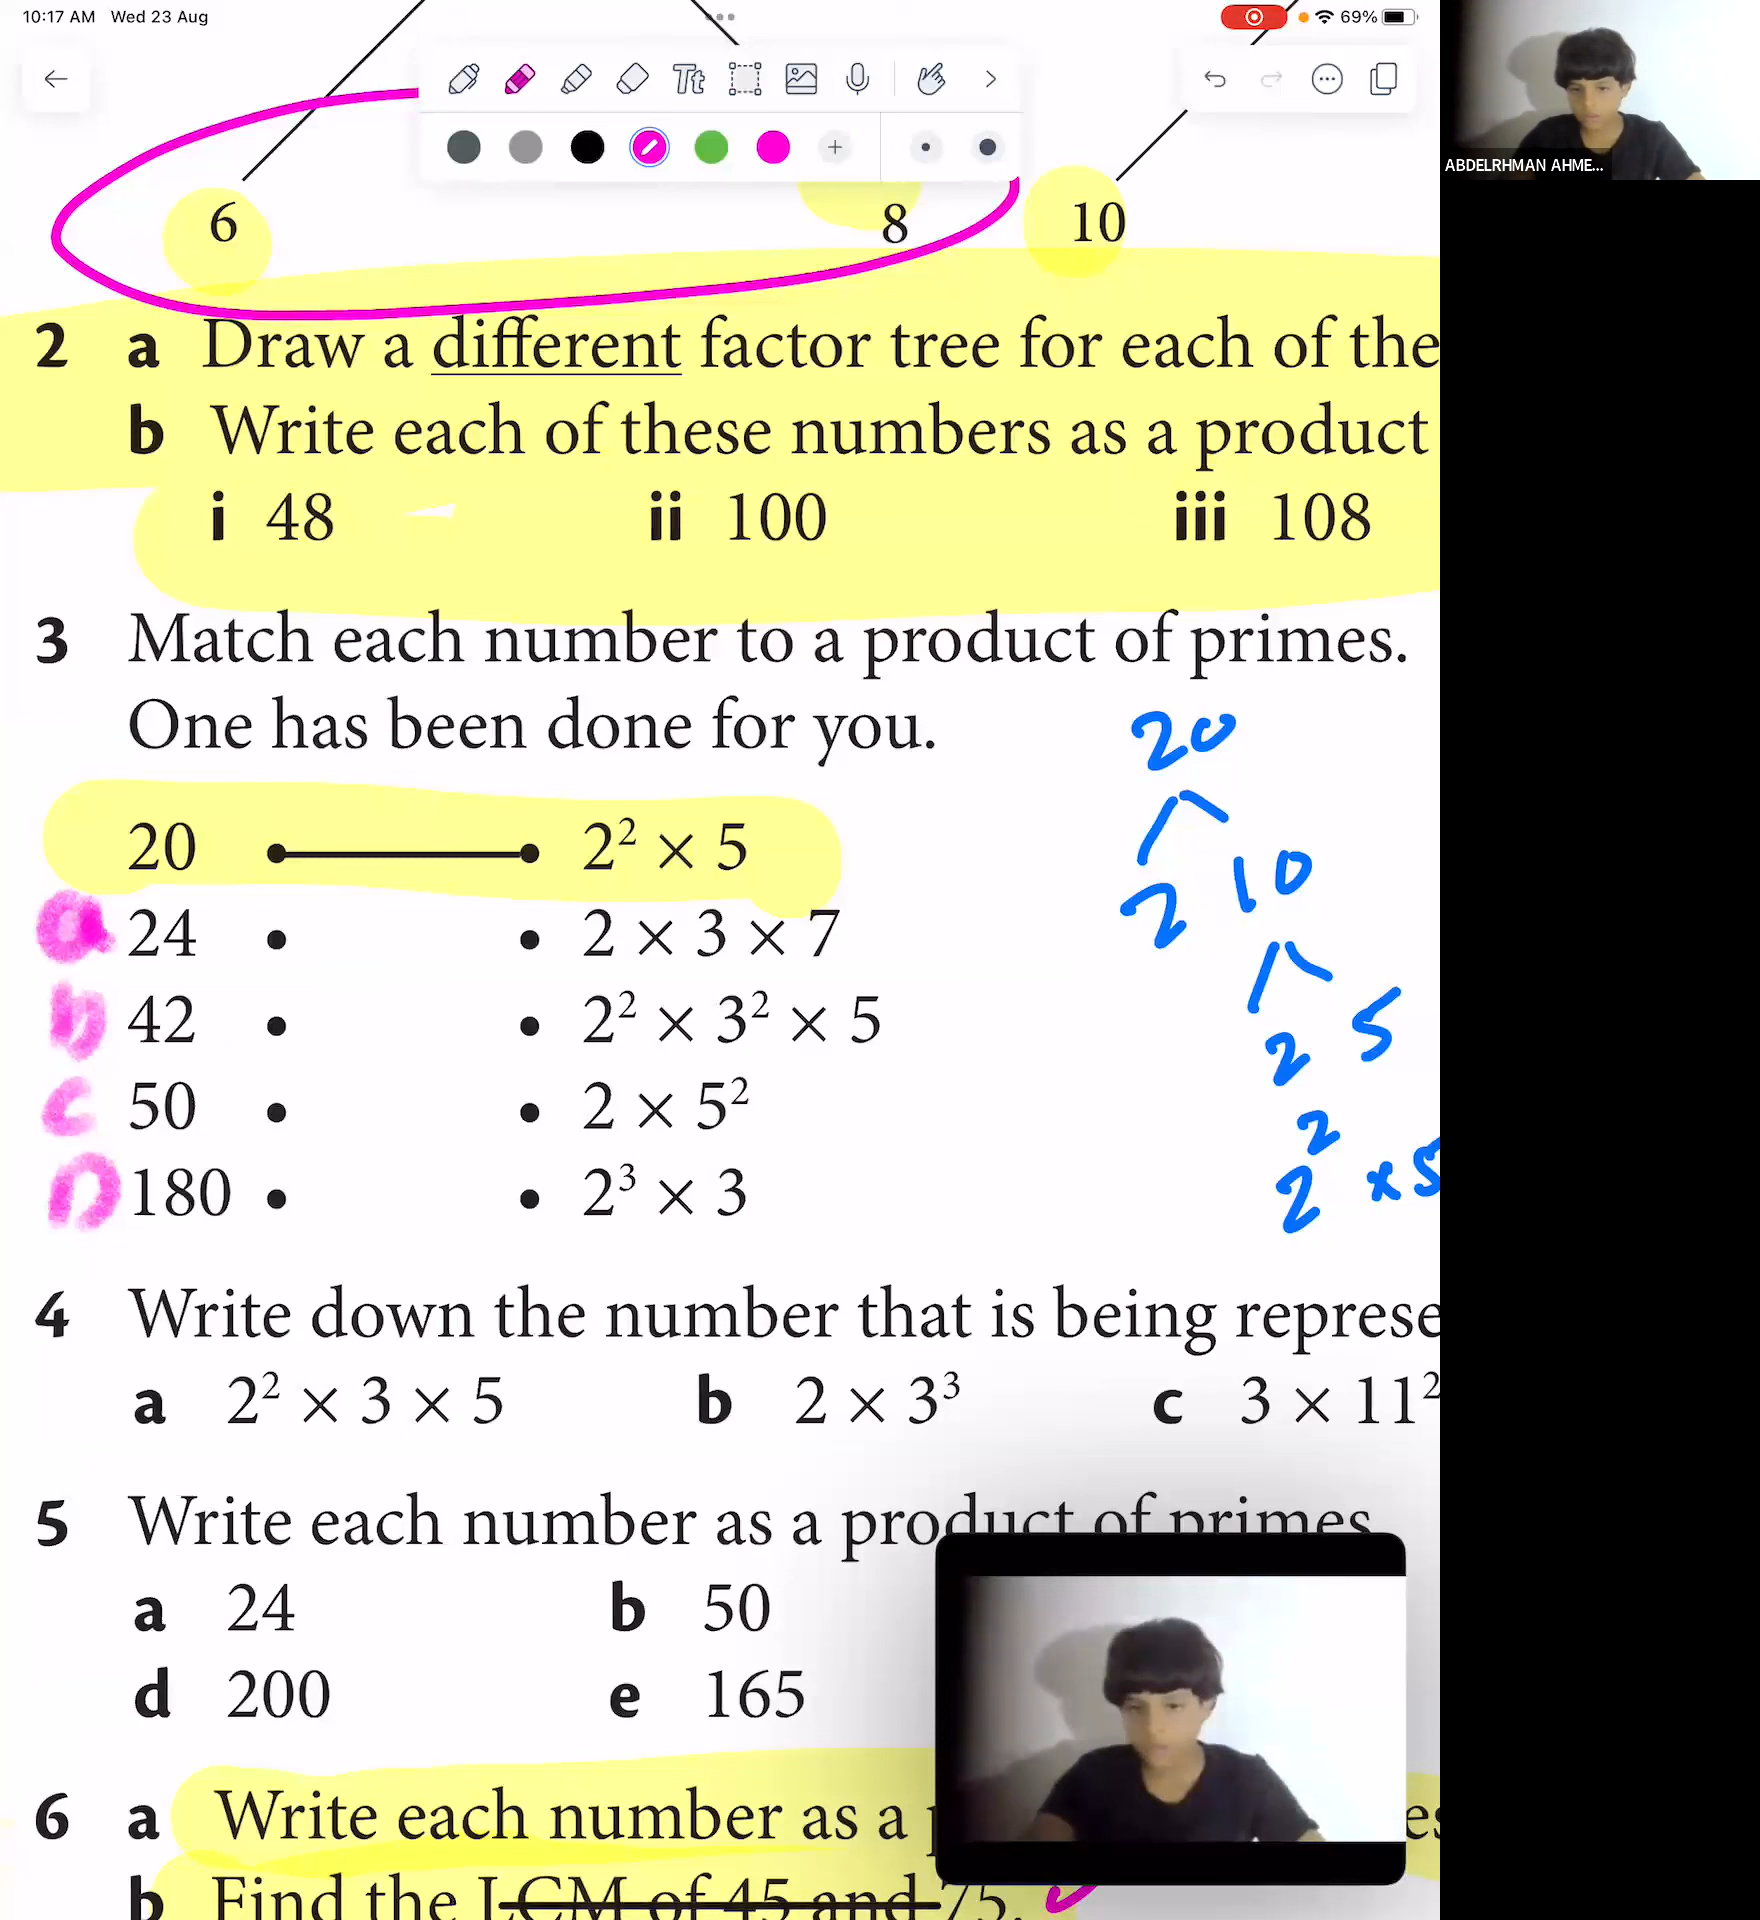 10:17 AM Wed 23 Aug
69%
Tt
ABDELRHMAN AHME...
6 8 10
2 a Draw a different factor tree for each of the
b Write each of these numbers as a product
i 48 ii 100 iii 108
3 Match each number to a product of primes.
One has been done for you.
20 2² × 5
a 24 2 × 3 × 7
b 42 2² × 3² × 5
c 50 2 × 5²
D 180 2³ × 3
20
2 10
2 5
2² × 5
4 Write down the number that is being represe
a 2² × 3 × 5 b 2 × 3³ c 3 × 11²
5 Write each number as a product of primes
a 24 b 50
d 200 e 165
6 a Write each number as a
b Find the LCM of 45 and 75.